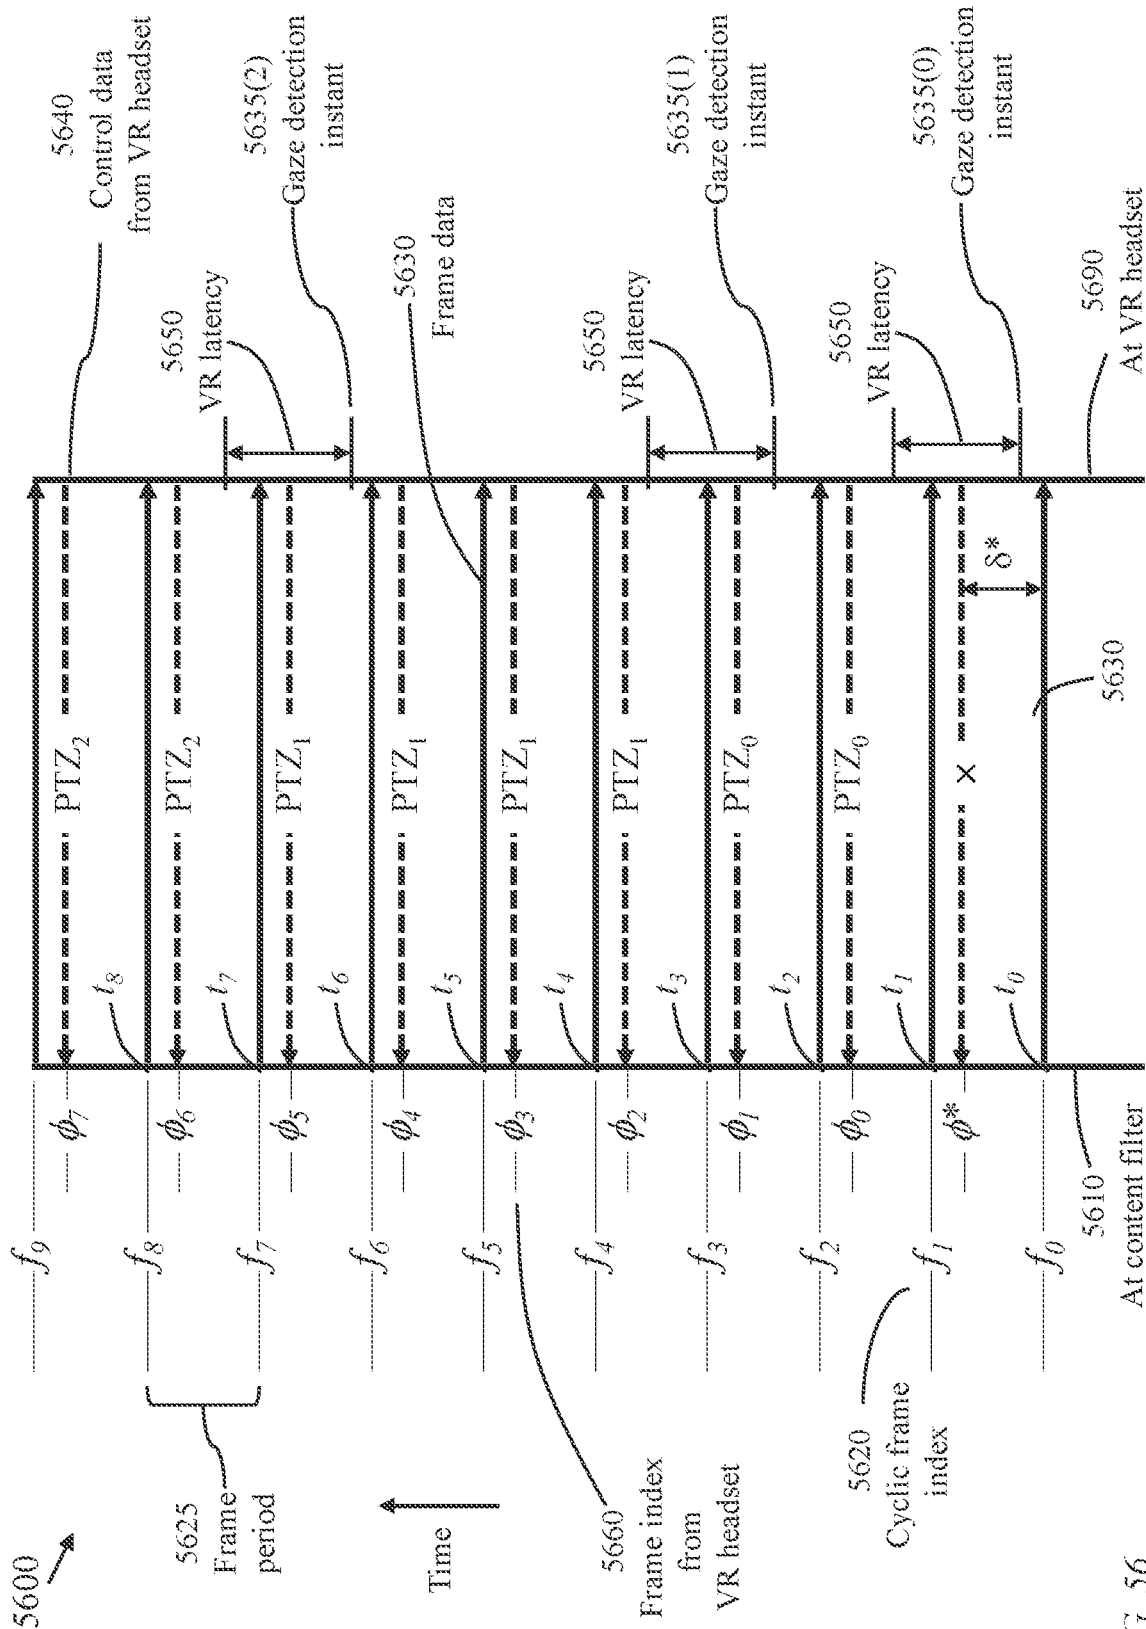 5600
5625
Frame
period
Time
5660
Frame index
from
VR headset
5620
Cyclic frame
index
f9
f8
f7
f6
f5
f4
f3
f2
f1
f0
ϕ7
ϕ6
ϕ5
ϕ4
ϕ3
ϕ2
ϕ1
ϕ0
ϕ*
5610
At content filter
t8
t7
t6
t5
t4
t3
t2
t1
t0
PTZ2
PTZ2
PTZ1
PTZ1
PTZ1
PTZ1
PTZ0
PTZ0
×
δ*
5630
5640
Control data
from VR headset
5650
VR latency
5635(2)
Gaze detection
instant
5630
Frame data
5650
VR latency
5635(1)
Gaze detection
instant
5650
VR latency
5635(0)
Gaze detection
instant
5690
At VR headset